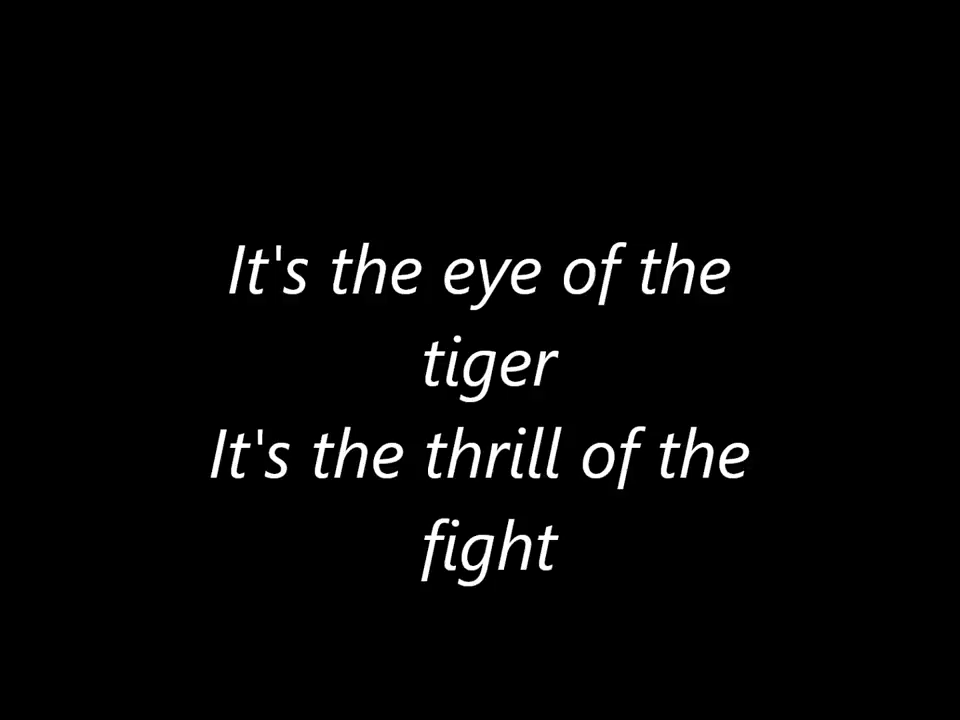 It's the eye of the
tiger
It's the thrill of the
fight